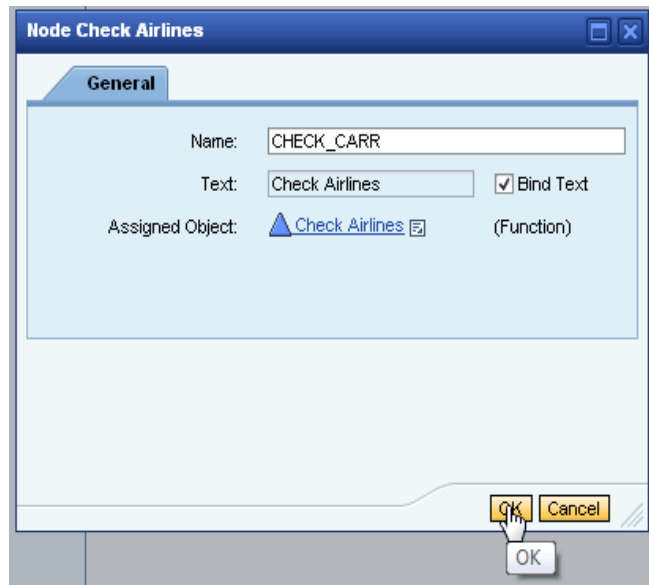 Node Check Airlines
General
Name: CHECK_CARR
Text: Check Airlines Bind Text
Assigned Object: Check Airlines (Function)
OK Cancel
OK